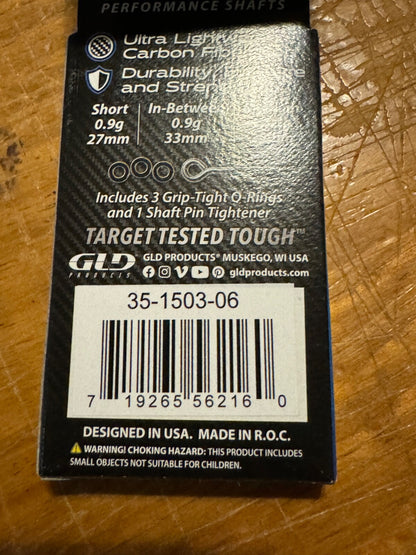 PERFORMANCE SHAFTS
Ultra Lightw
Carbon Fib
Durability,
and Stren
Short In-Betwee
0.9g 0.9g
27mm 33mm
Includes 3 Grip-Tight O-Rings
and 1 Shaft Pin Tightener
TARGET TESTED TOUGH™
GLD PRODUCTS® MUSKEGO, WI USA
GLD
PRODUCTS
gldproducts.com
35-1503-06
7 19265 56216 0
DESIGNED IN USA. MADE IN R.O.C.
WARNING! CHOKING HAZARD: THIS PRODUCT INCLUDES
SMALL OBJECTS NOT SUITABLE FOR CHILDREN.